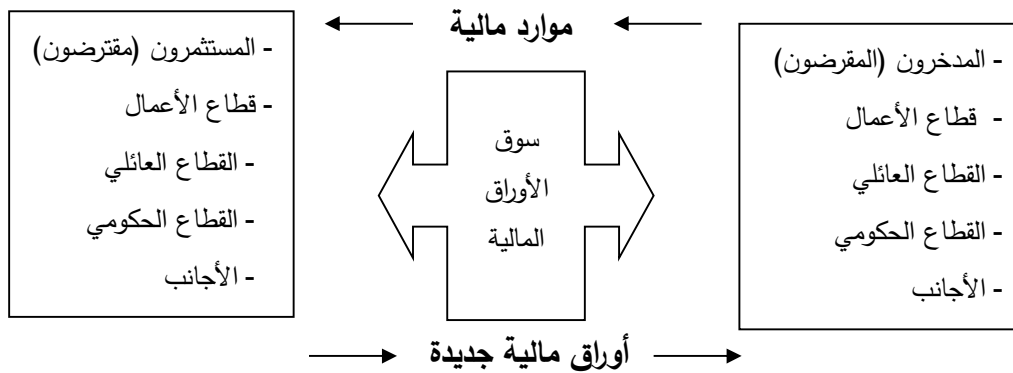 موارد مالية
- المدخرون (المقرضون)
- قطاع الأعمال
- القطاع العائلي
- القطاع الحكومي
- الأجانب
سوق
الأوراق
المالية
- المستثمرون (مقترضون)
- قطاع الأعمال
- القطاع العائلي
- القطاع الحكومي
- الأجانب
أوراق مالية جديدة